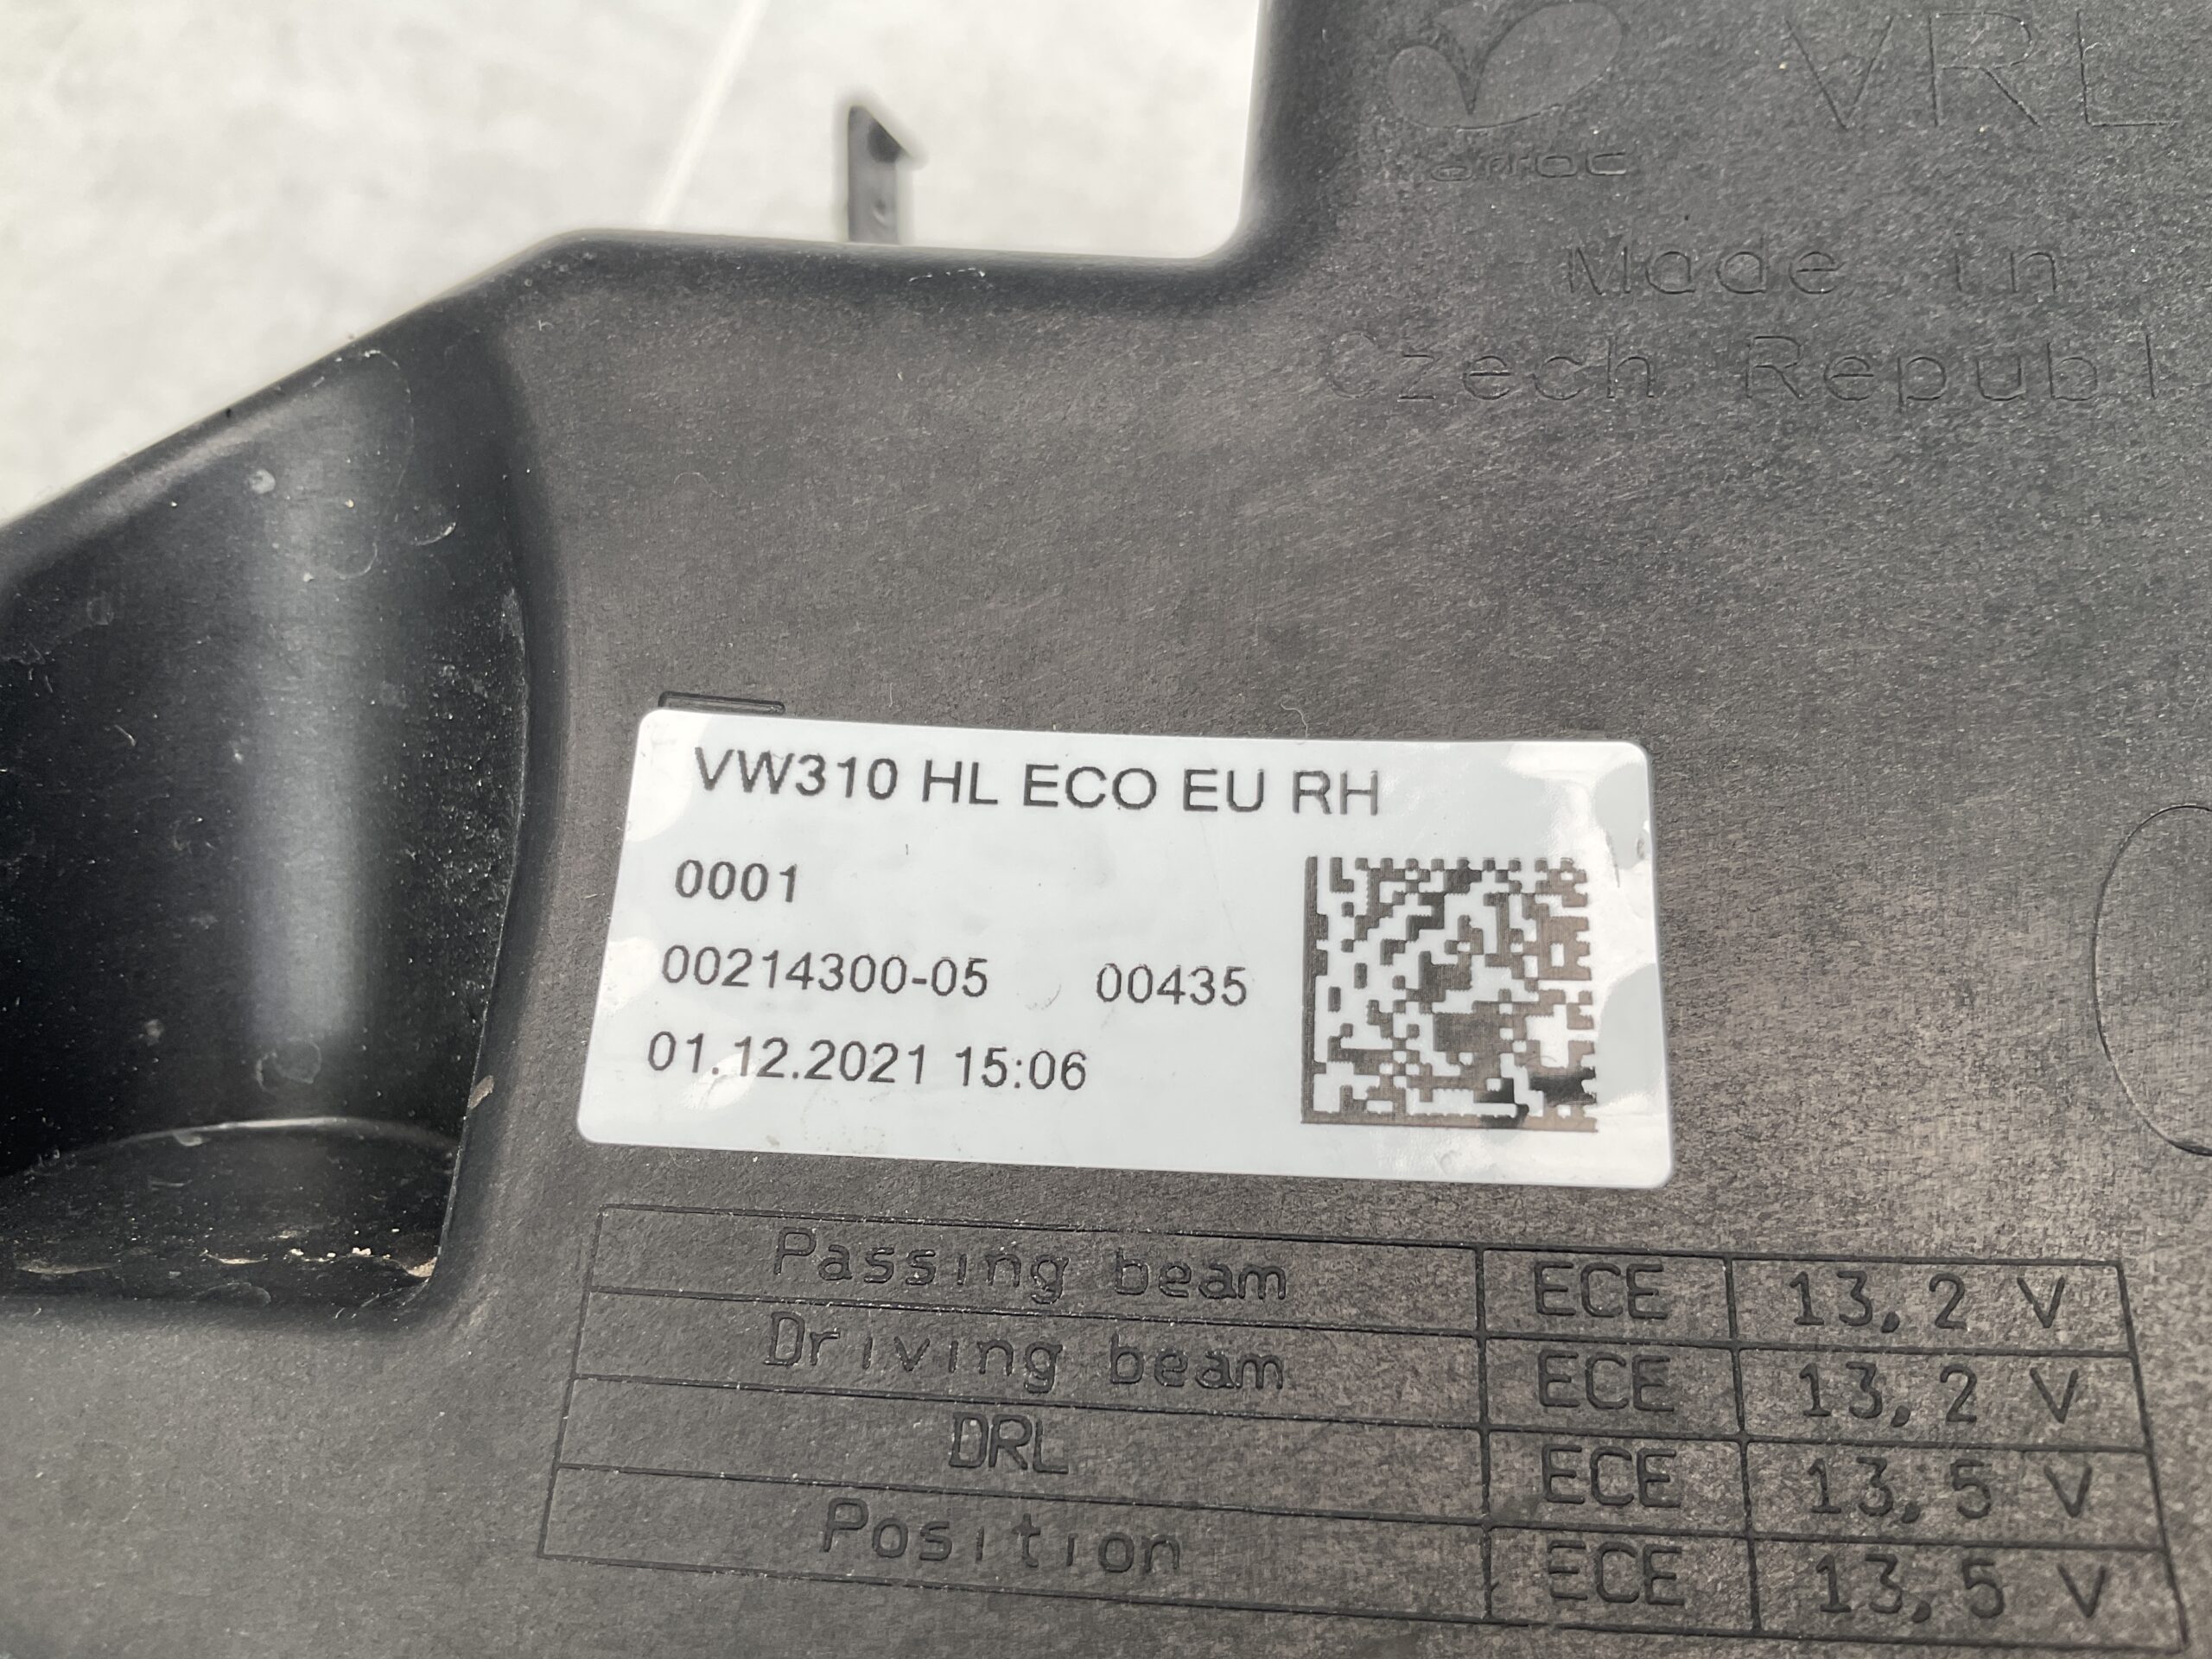 VRL
Made in
Czech Republ
VW310 HL ECO EU RH
0001
00214300-05 00435
01.12.2021 15:06
Passing beam ECE 13,2 V
Driving beam ECE 13,2 V
DRL ECE 13,5 V
Position ECE 13,5 V